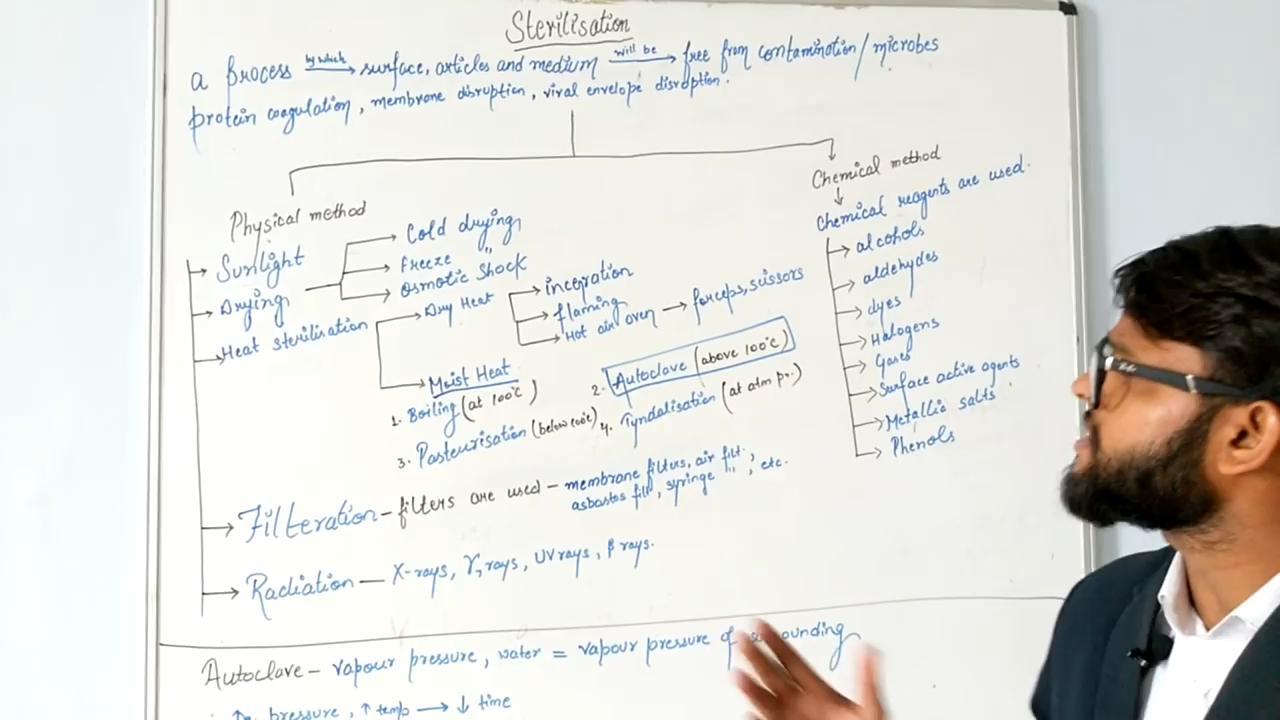 Sterilisation
a process by which → surface, articles and medium will be → free from contamination/microbes
protein coagulation, membrane disruption, viral envelope disruption.
Physical method
Sunlight
Drying
Cold drying
Freeze "
Osmotic Shock
Heat sterilisation
Dry Heat
flaming
Hot air oven → forceps, scissors
Moist Heat
1. Boiling (at 100°C)
2. Autoclave (above 100°C)
3. Pasteurisation (below 100°C)
4. Tyndalisation (at atm pr.)
Filteration - filters are used - membrane filters, air filt.,
asbastos filt, syringe ", etc.
Radiation - X-rays, γ, rays, UV rays, β rays.
Chemical method
↓
Chemical reagents are used.
alcohols
aldehydes
dyes
Halogens
Gases
Surface active agents
Metallic salts
Phenols
Autoclave - vapour pressure, water = vapour pressure of surrounding
↑ pressure, ↑ temp → ↓ time